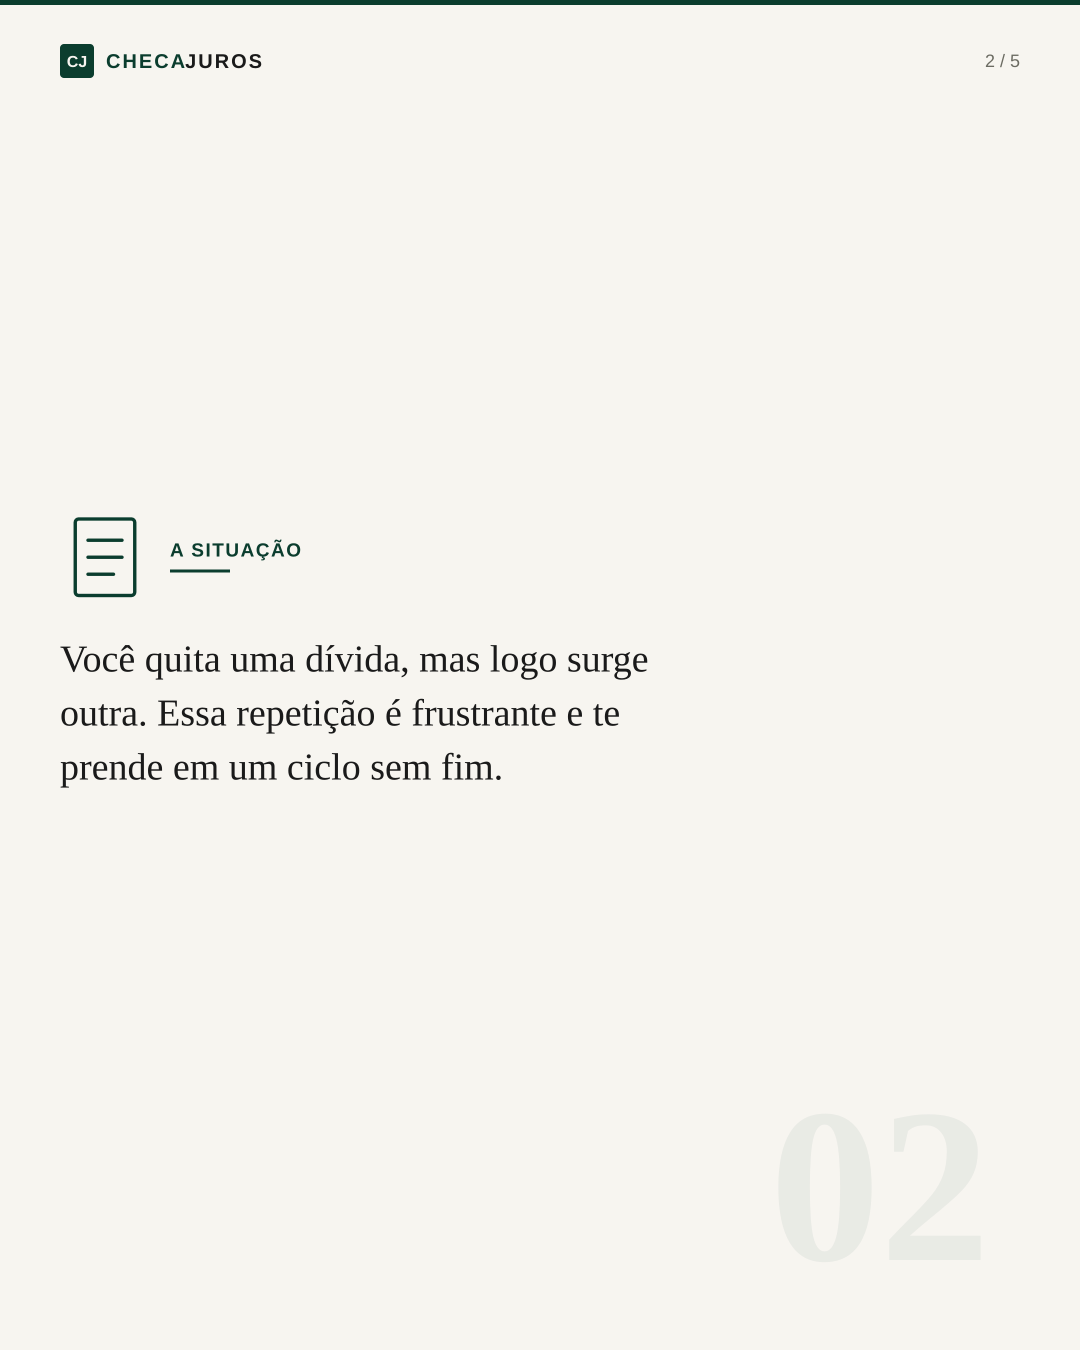 CJ CHECAJUROS
2 / 5
A SITUAÇÃO
Você quita uma dívida, mas logo surge
outra. Essa repetição é frustrante e te
prende em um ciclo sem fim.
02